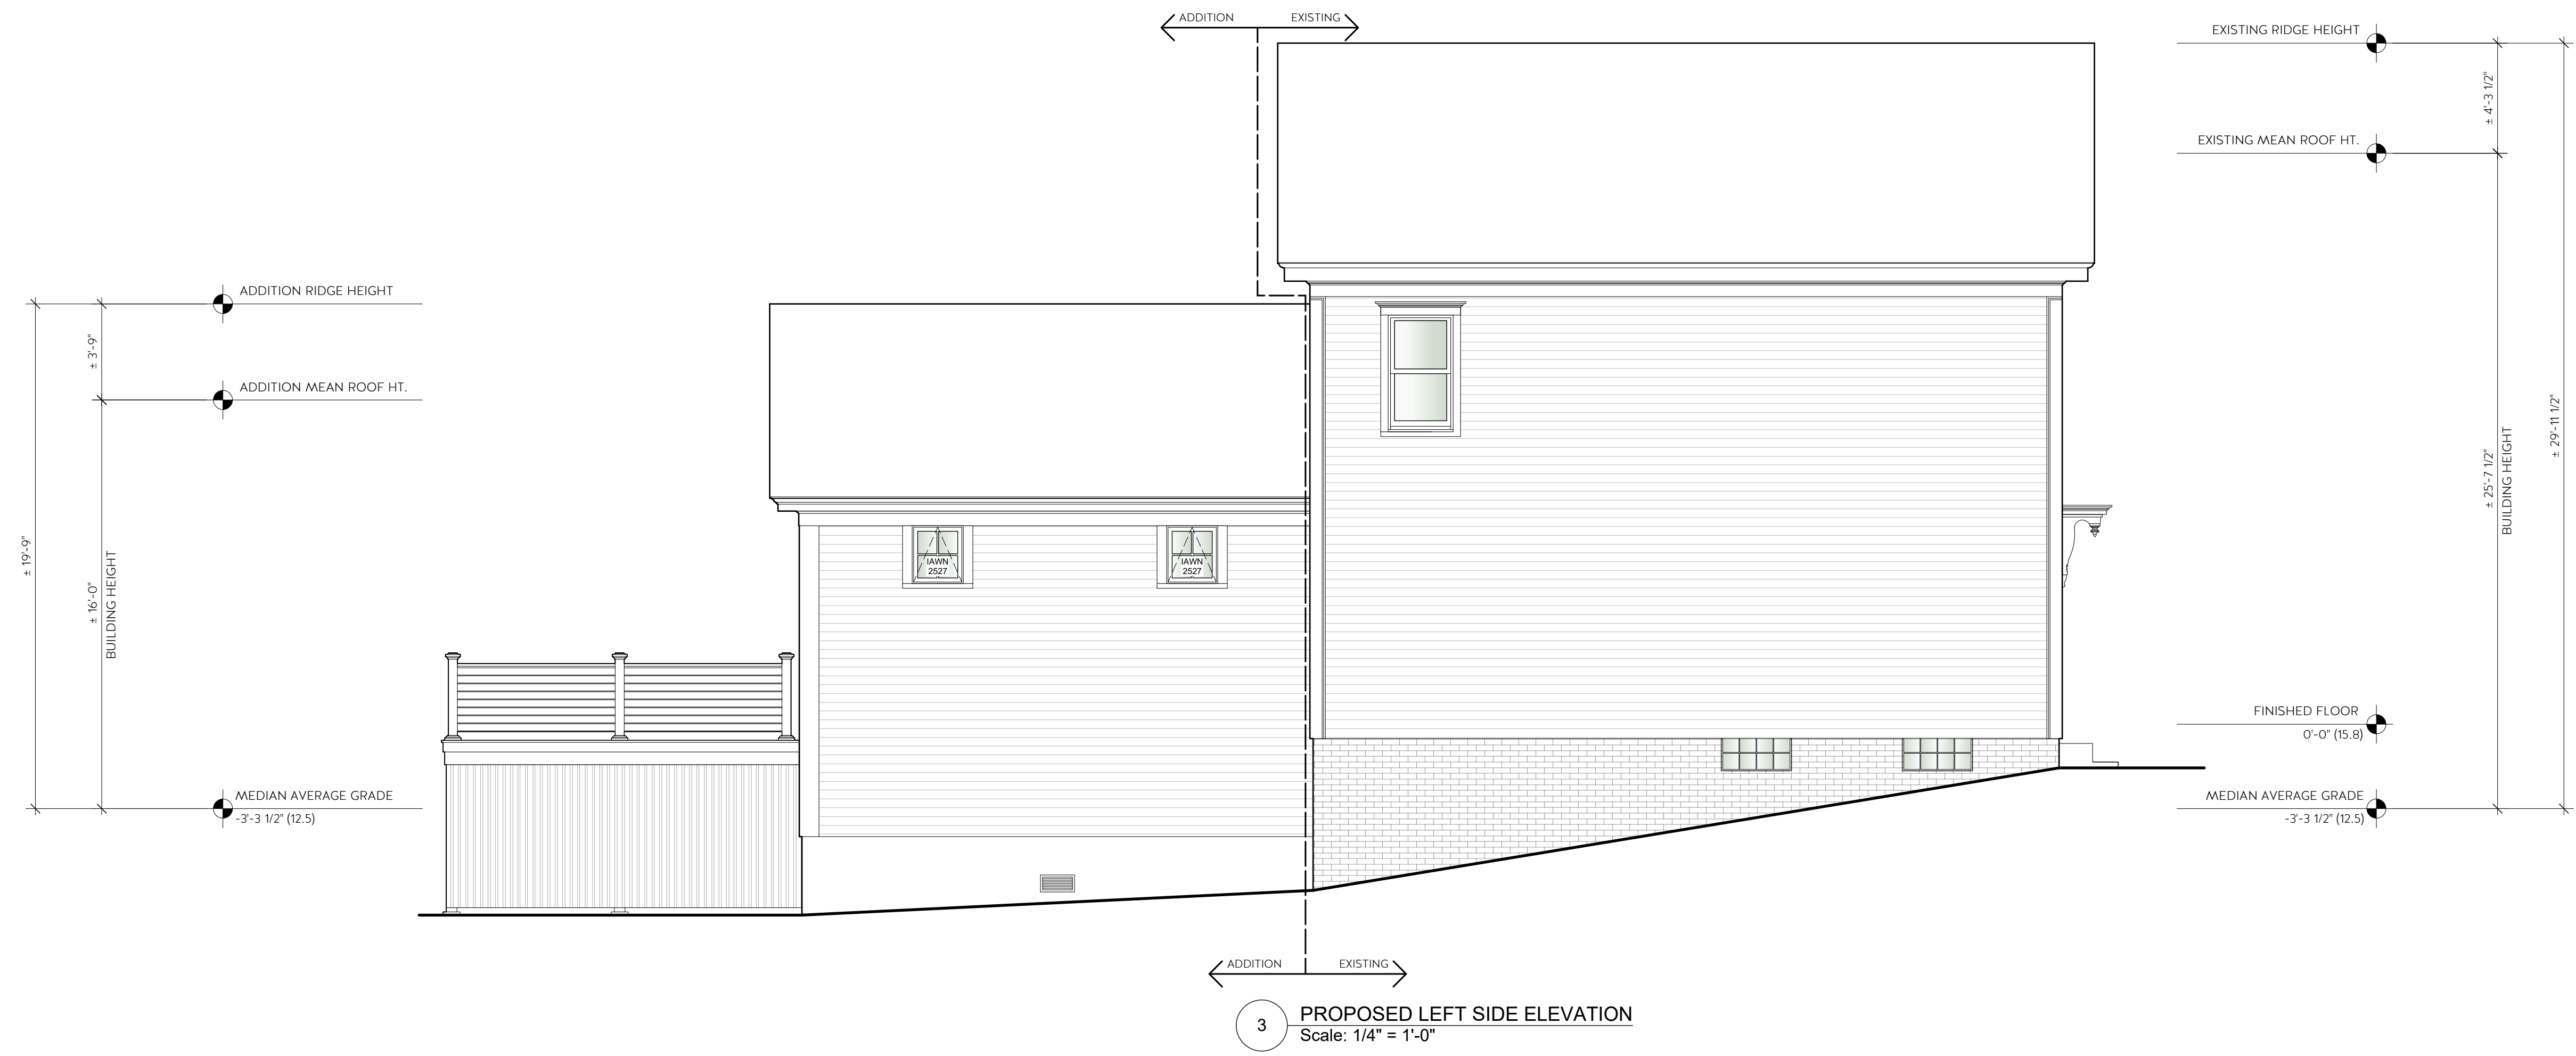 ADDITION EXISTING
EXISTING RIDGE HEIGHT
± 4'-3 1/2"
EXISTING MEAN ROOF HT.
ADDITION RIDGE HEIGHT
± 3'-9"
ADDITION MEAN ROOF HT.
± 19'-9"
± 16'-0"
BUILDING HEIGHT
± 25'-7 1/2"
BUILDING HEIGHT
± 29'-11 1/2"
IAWN
2527
IAWN
2527
FINISHED FLOOR
0'-0" (15.8)
MEDIAN AVERAGE GRADE
-3'-3 1/2" (12.5)
MEDIAN AVERAGE GRADE
-3'-3 1/2" (12.5)
ADDITION EXISTING
3
PROPOSED LEFT SIDE ELEVATION
Scale: 1/4" = 1'-0"